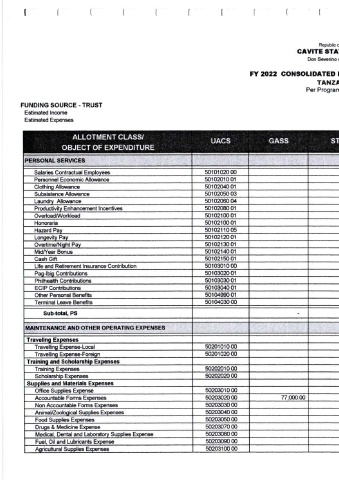 Republic
CAVITE STA
Don Severino
FY 2022 CONSOLIDATED
TANZA
Per Program
FUNDING SOURCE - TRUST
Estimated Income
Estimated Expenses
ALLOTMENT CLASS/ OBJECT OF EXPENDITURE UACS GASS ST
PERSONAL SERVICES
Salaries Contractual Employees 50101020 00
Personnel Economic Allowance 50102010 01
Clothing Allowance 50102040 01
Subsistence Allowance 50102050 03
Laundry Allowance 50102060 04
Productivity Enhancement Incentives 50102080 01
Overload/Workload 50102100 01
Honoraria 50102100 01
Hazard Pay 50102110 05
Longevity Pay 50102120 01
Overtime/Night Pay 50102130 01
Mid/Year Bonus 50102140 01
Cash Gift 50102150 01
Life and Retirement Insurance Contribution 50103010 00
Pag-ibig Contributions 50103020 01
Philhealth Contributions 50103030 01
ECIP Contributions 50103040 01
Other Personal Benefits 50104990 01
Terminal Leave Benefits 50104030 00
Sub-total, PS -
MAINTENANCE AND OTHER OPERATING EXPENSES
Traveling Expenses
Travelling Expense-Local 50201010 00
Travelling Expense-Foreign 50201020 00
Training and Scholarship Expenses
Training Expenses 50202010 00
Scholarship Expenses 50202020 00
Supplies and Materials Expenses
Office Supplies Expense 50203010 00
Accountable Forms Expenses 50203020 00 77,000.00
Non Accountable Forms Expenses 50203030 00
Animal/Zoological Supplies Expenses 50203040 00
Food Supplies Expenses 50203050 00
Drugs & Medicine Expense 50203070 00
Medical, Dental and Laboratory Supplies Expense 50203080 00
Fuel, Oil and Lubricants Expense 50203090 00
Agricultural Supplies Expenses 50203100 00